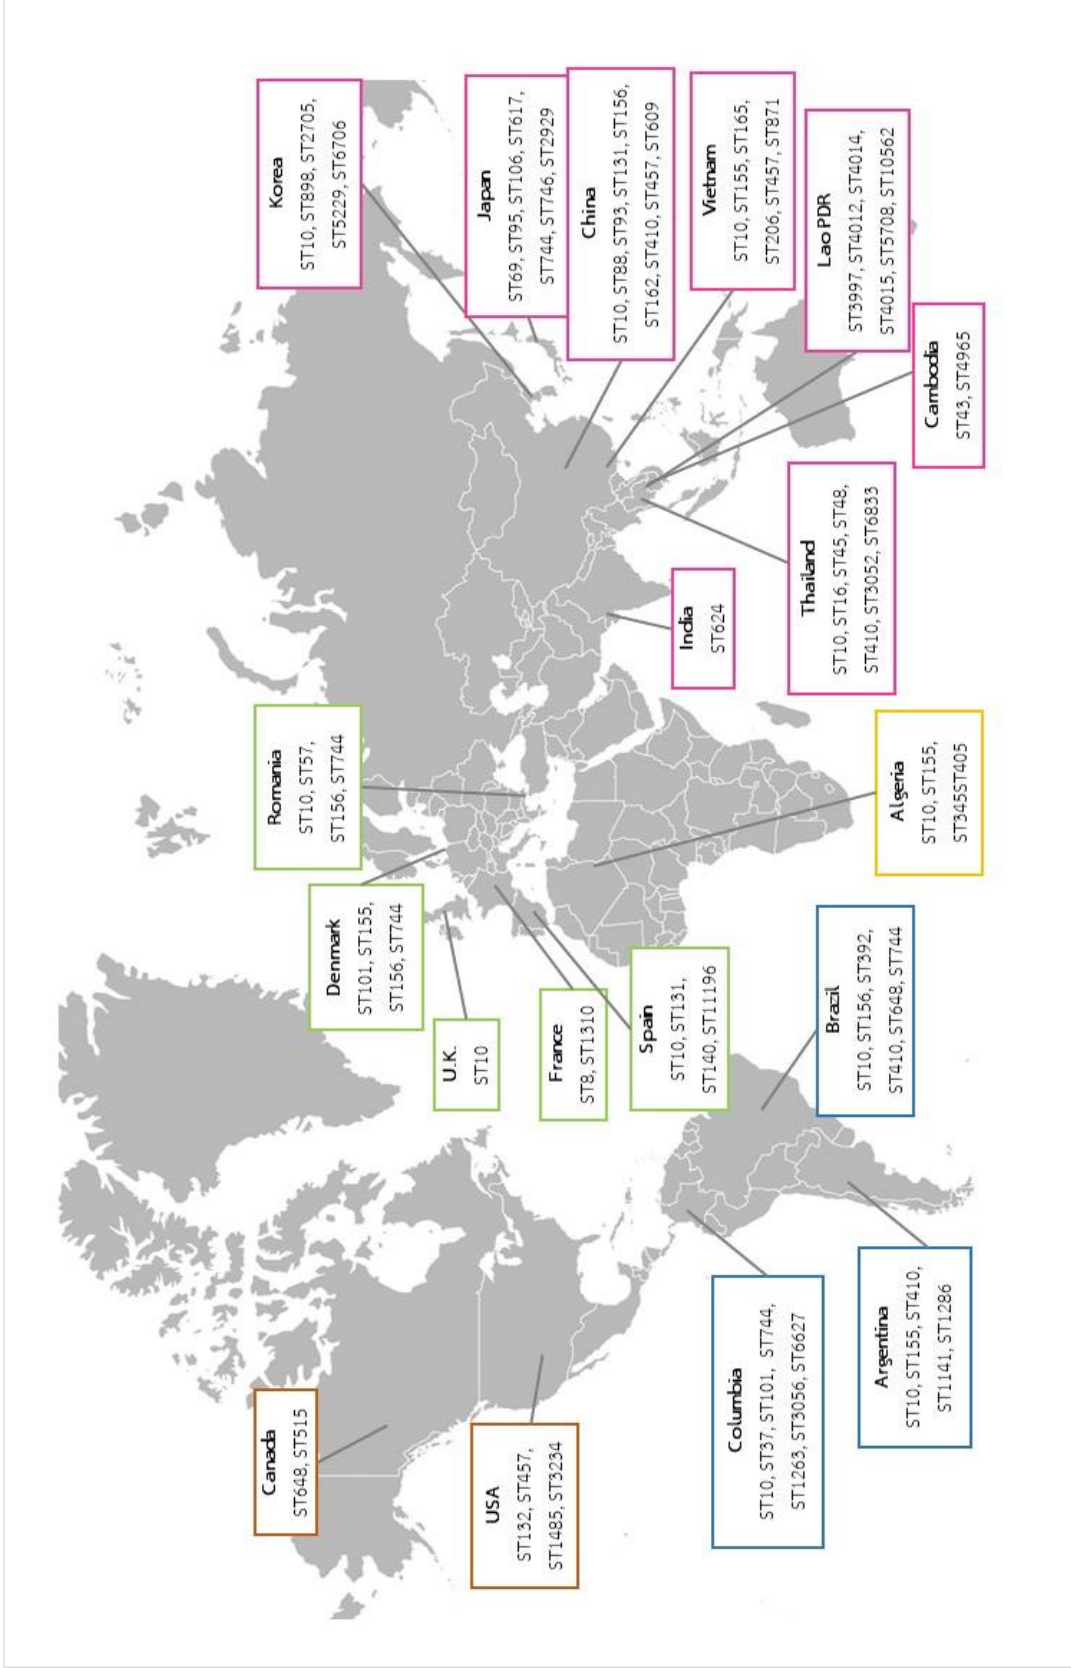 Canada
ST648, ST515
USA
ST132, ST457,
ST1485, ST3234
Columbia
ST10, ST37, ST101, ST744,
ST1263, ST3056, ST6627
Argentina
ST10, ST155, ST410,
ST1141, ST1286
Brazil
ST10, ST156, ST392,
ST410, ST648, ST744
U.K.
ST10
France
ST8, ST1310
Spain
ST10, ST131,
ST140, ST11196
Denmark
ST101, ST155,
ST156, ST744
Romania
ST10, ST57,
ST156, ST744
Algeria
ST10, ST155,
ST345ST405
India
ST624
Thailand
ST10, ST16, ST45, ST48,
ST410, ST3052, ST6833
Korea
ST10, ST898, ST2705,
ST5229, ST6706
Japan
ST69, ST95, ST106, ST617,
ST744, ST746, ST2929
China
ST10, ST88, ST93, ST131, ST156,
ST162, ST410, ST457, ST609
Vietnam
ST10, ST155, ST165,
ST206, ST457, ST871
Lao PDR
ST3997, ST4012, ST4014,
ST4015, ST5708, ST10562
Cambodia
ST43, ST4965